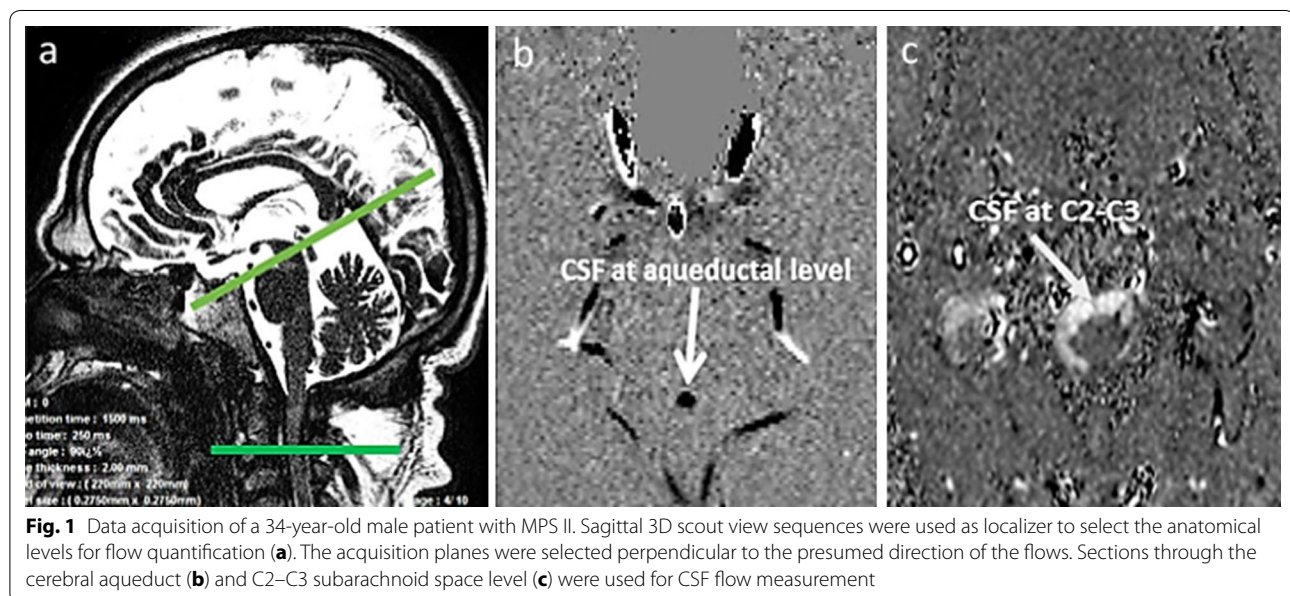 a
b
c
CSF at aqueductal level
CSF at C2-C3
M : 0
etition time : 1500 ms
o time : 250 ms
angle : 90ï¿½
e thickness : 2.00 mm
d of view : ( 220mm x 220mm)
el size : ( 0.2750mm x 0.2750mm)
age : 4/10
Fig. 1 Data acquisition of a 34-year-old male patient with MPS II. Sagittal 3D scout view sequences were used as localizer to select the anatomical
levels for flow quantification (a). The acquisition planes were selected perpendicular to the presumed direction of the flows. Sections through the
cerebral aqueduct (b) and C2–C3 subarachnoid space level (c) were used for CSF flow measurement